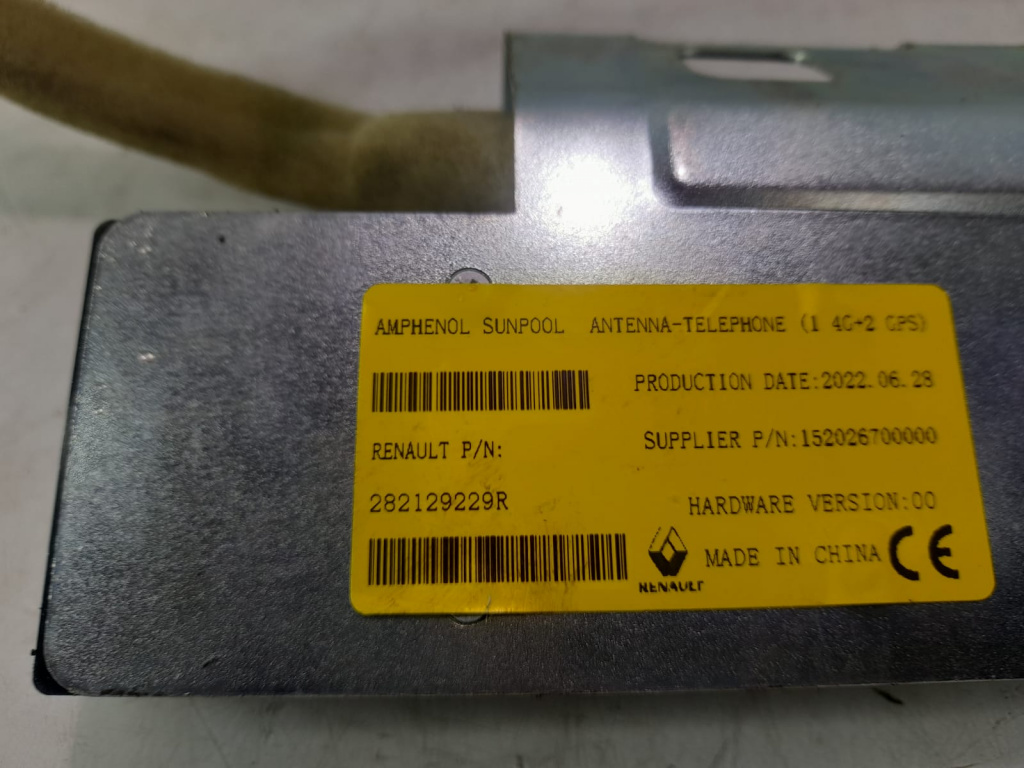 AMPHENOL SUNPOOL ANTENNA-TELEPHONE (1 4G+2 GPS)
PRODUCTION DATE:2022.06.28
RENAULT P/N:
SUPPLIER P/N:152026700000
282129229R
HARDWARE VERSION:00
MADE IN CHINA CE
RENAULT